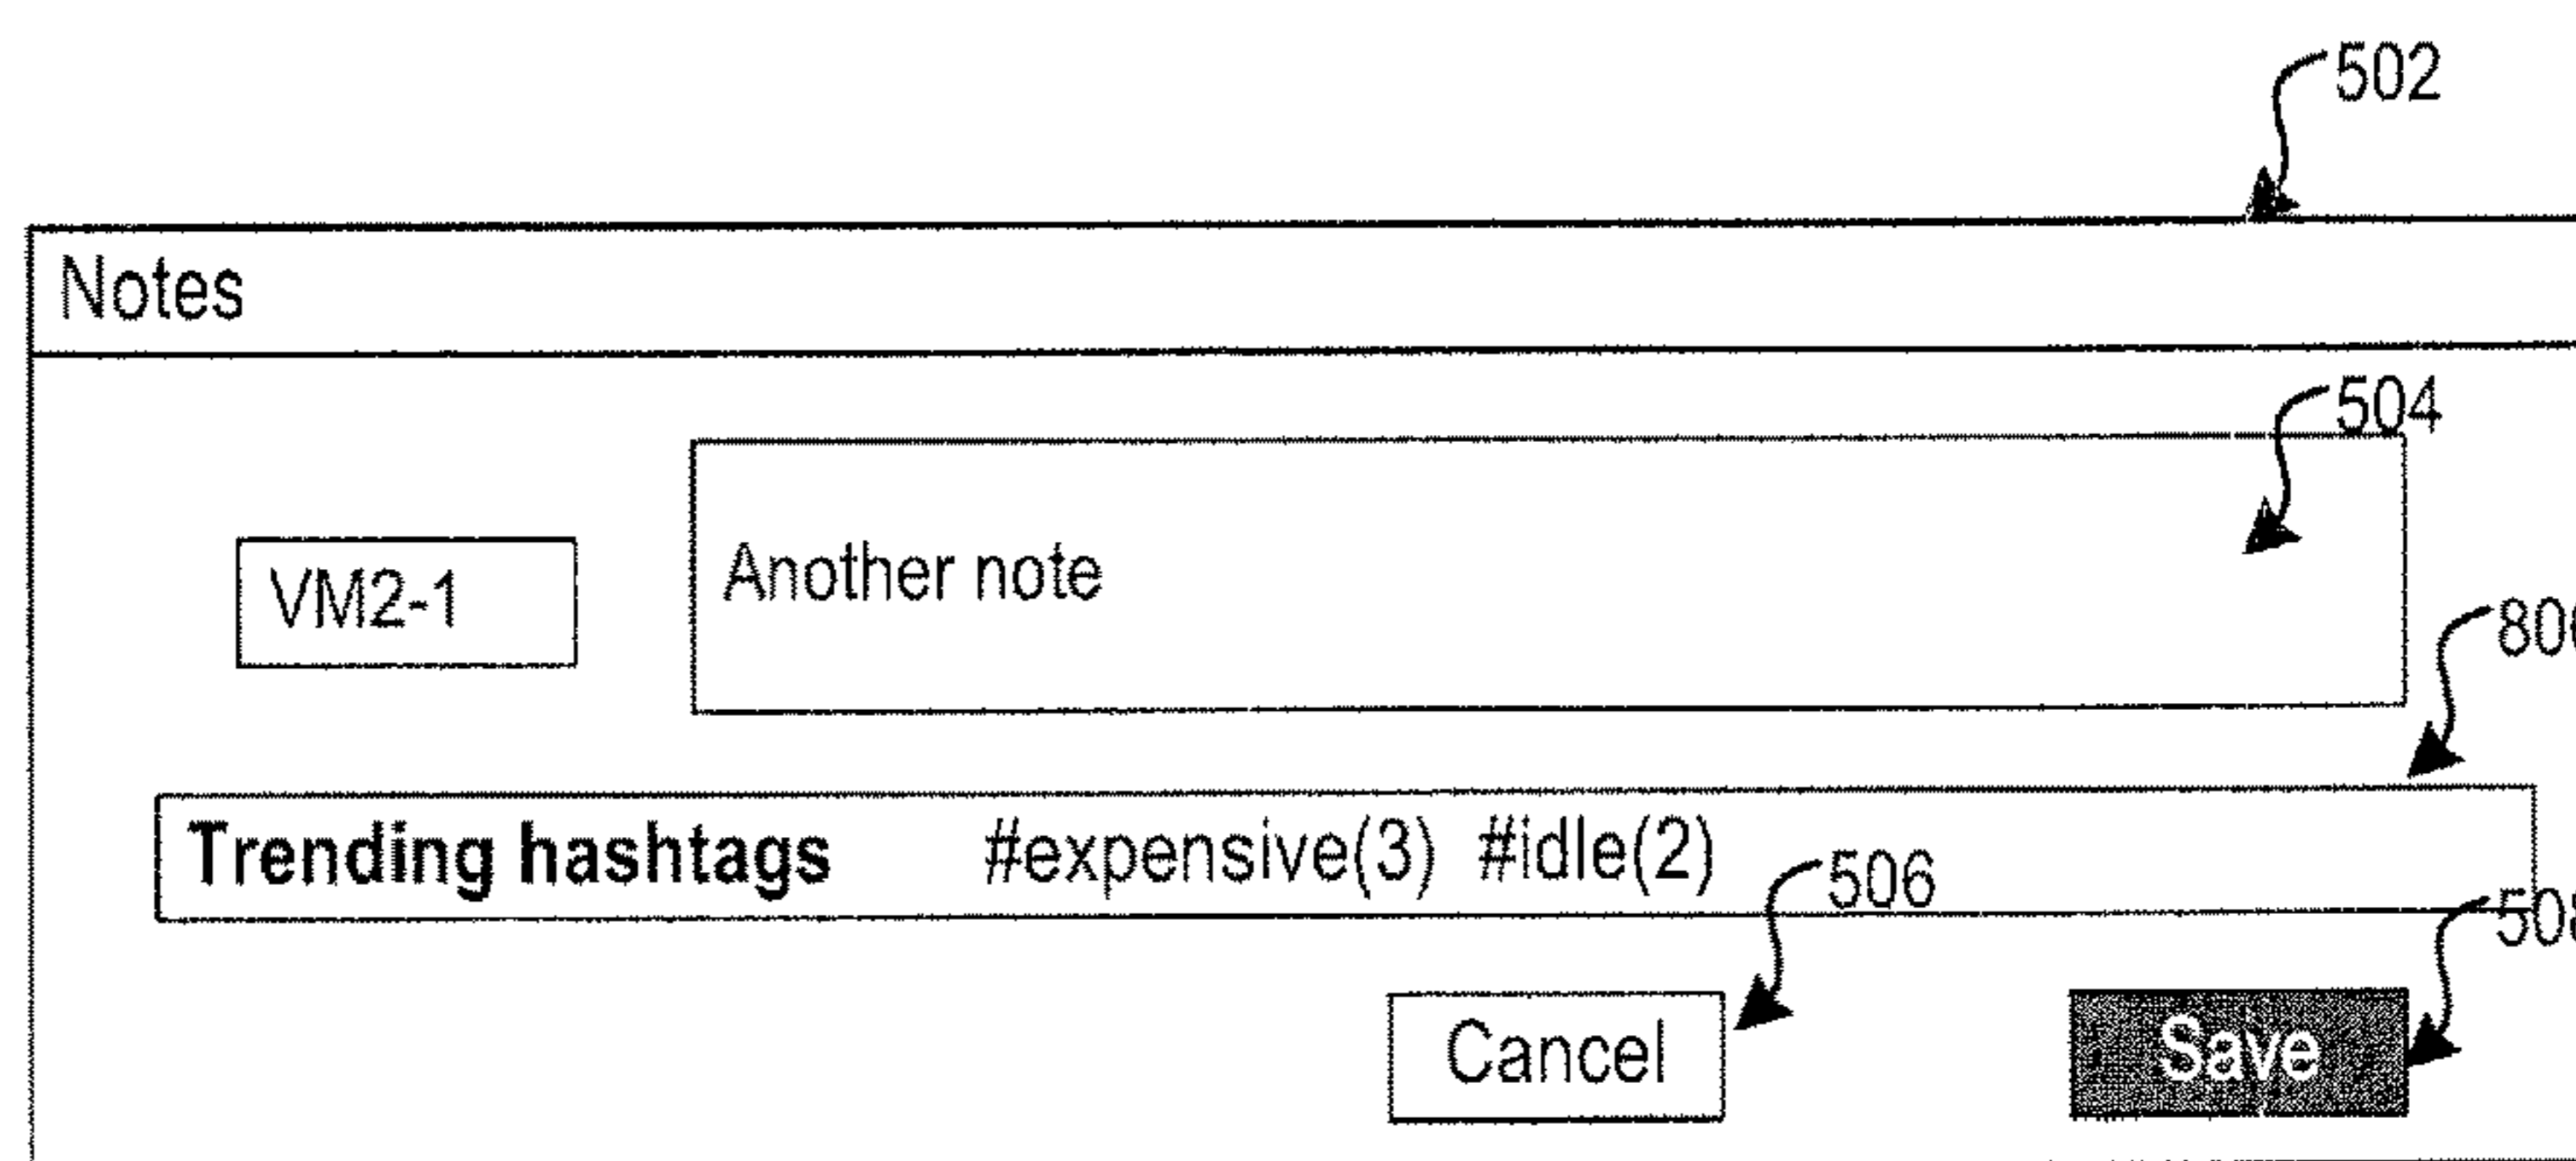 502
Notes
504
VM2-1
Another note
Trending hashtags #expensive(3) #idle(2)
506
Cancel
Save